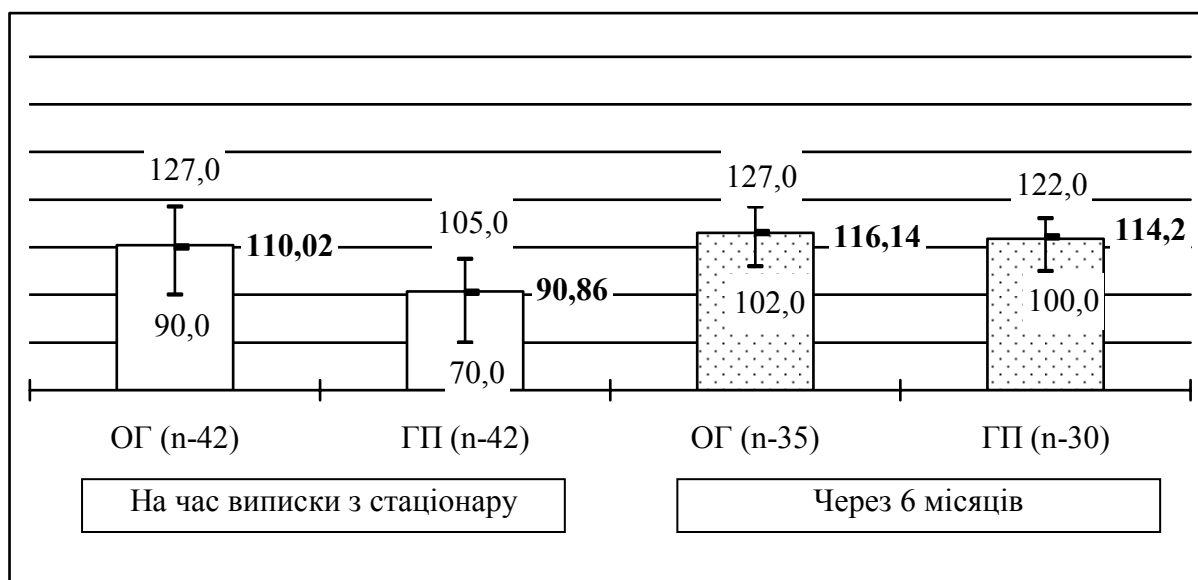 127,0
110,02
90,0
105,0
90,86
70,0
127,0
116,14
102,0
122,0
114,2
100,0
ОГ (n-42)
ГП (n-42)
ОГ (n-35)
ГП (n-30)
На час виписки з стаціонару
Через 6 місяців